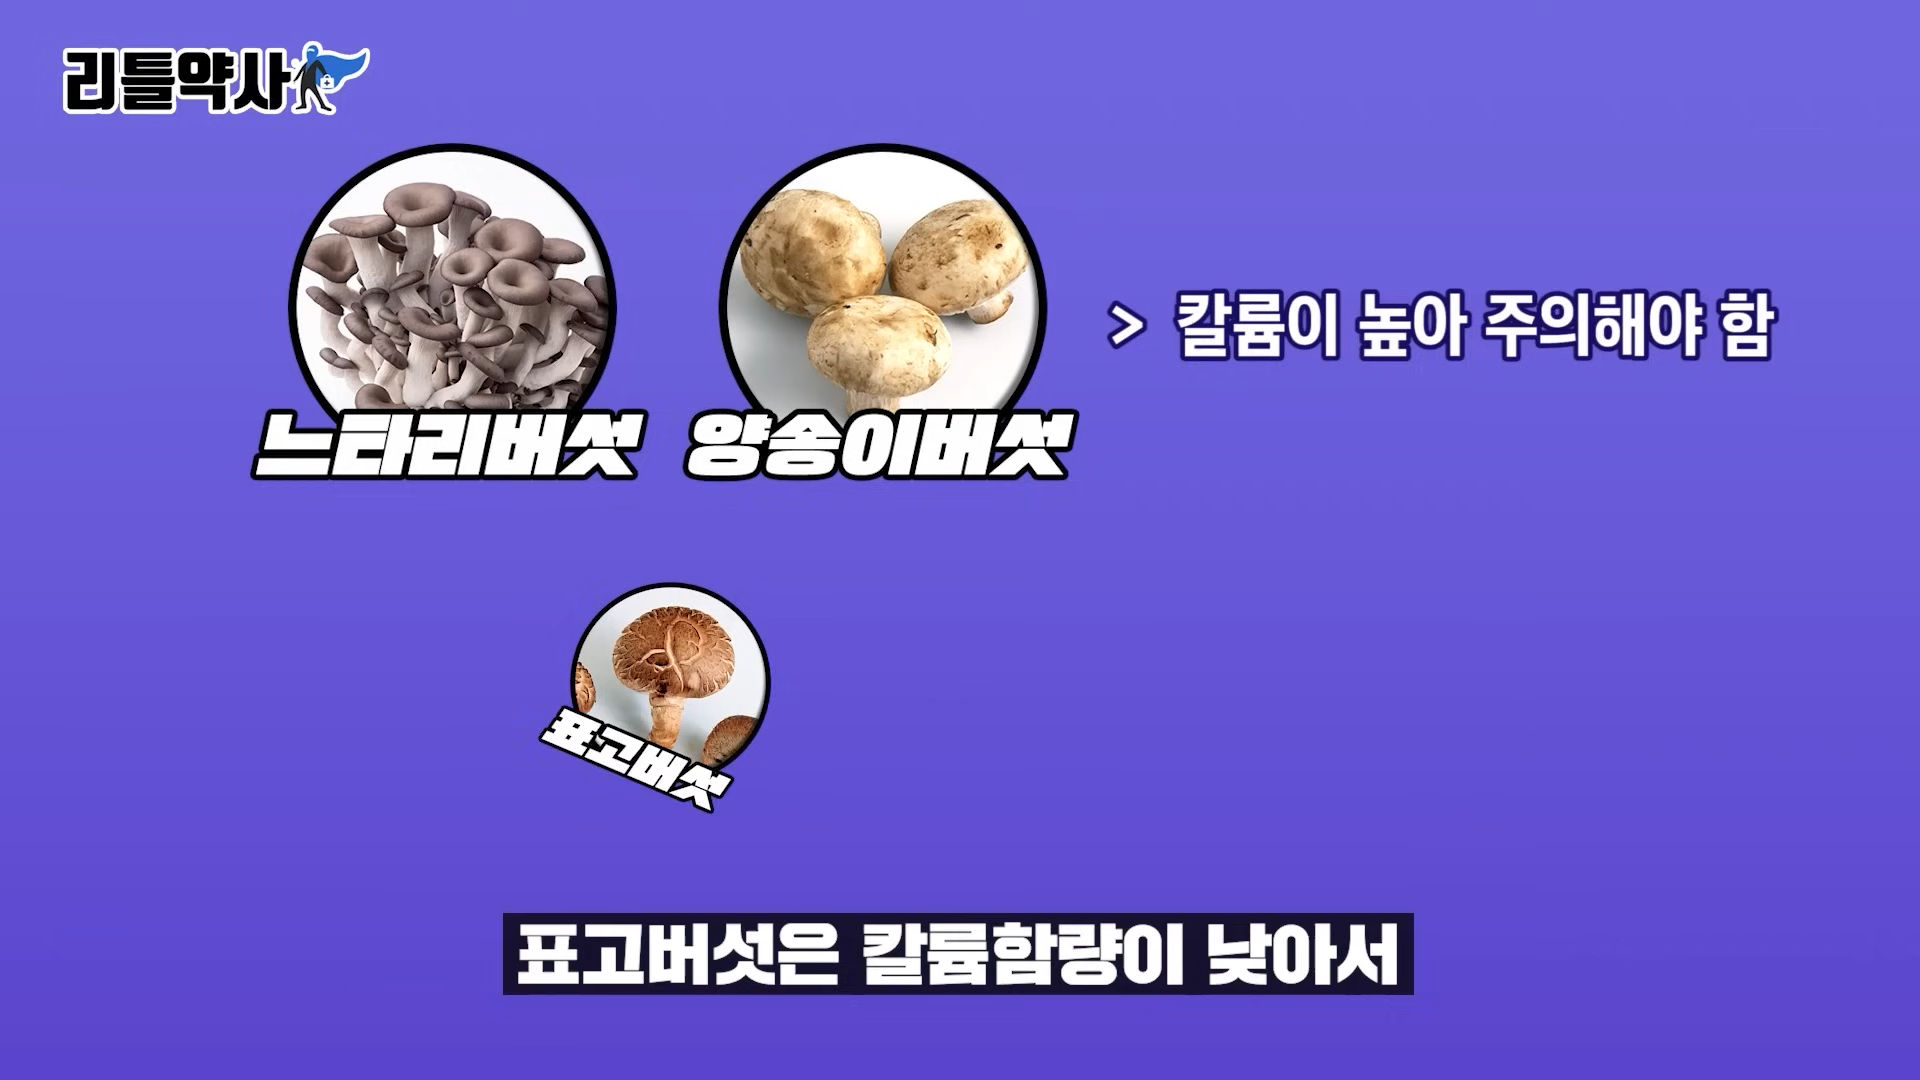 리틀약사
느타리버섯
양송이버섯
> 칼륨이 높아 주의해야 함
표고버섯
표고버섯은 칼륨함량이 낮아서